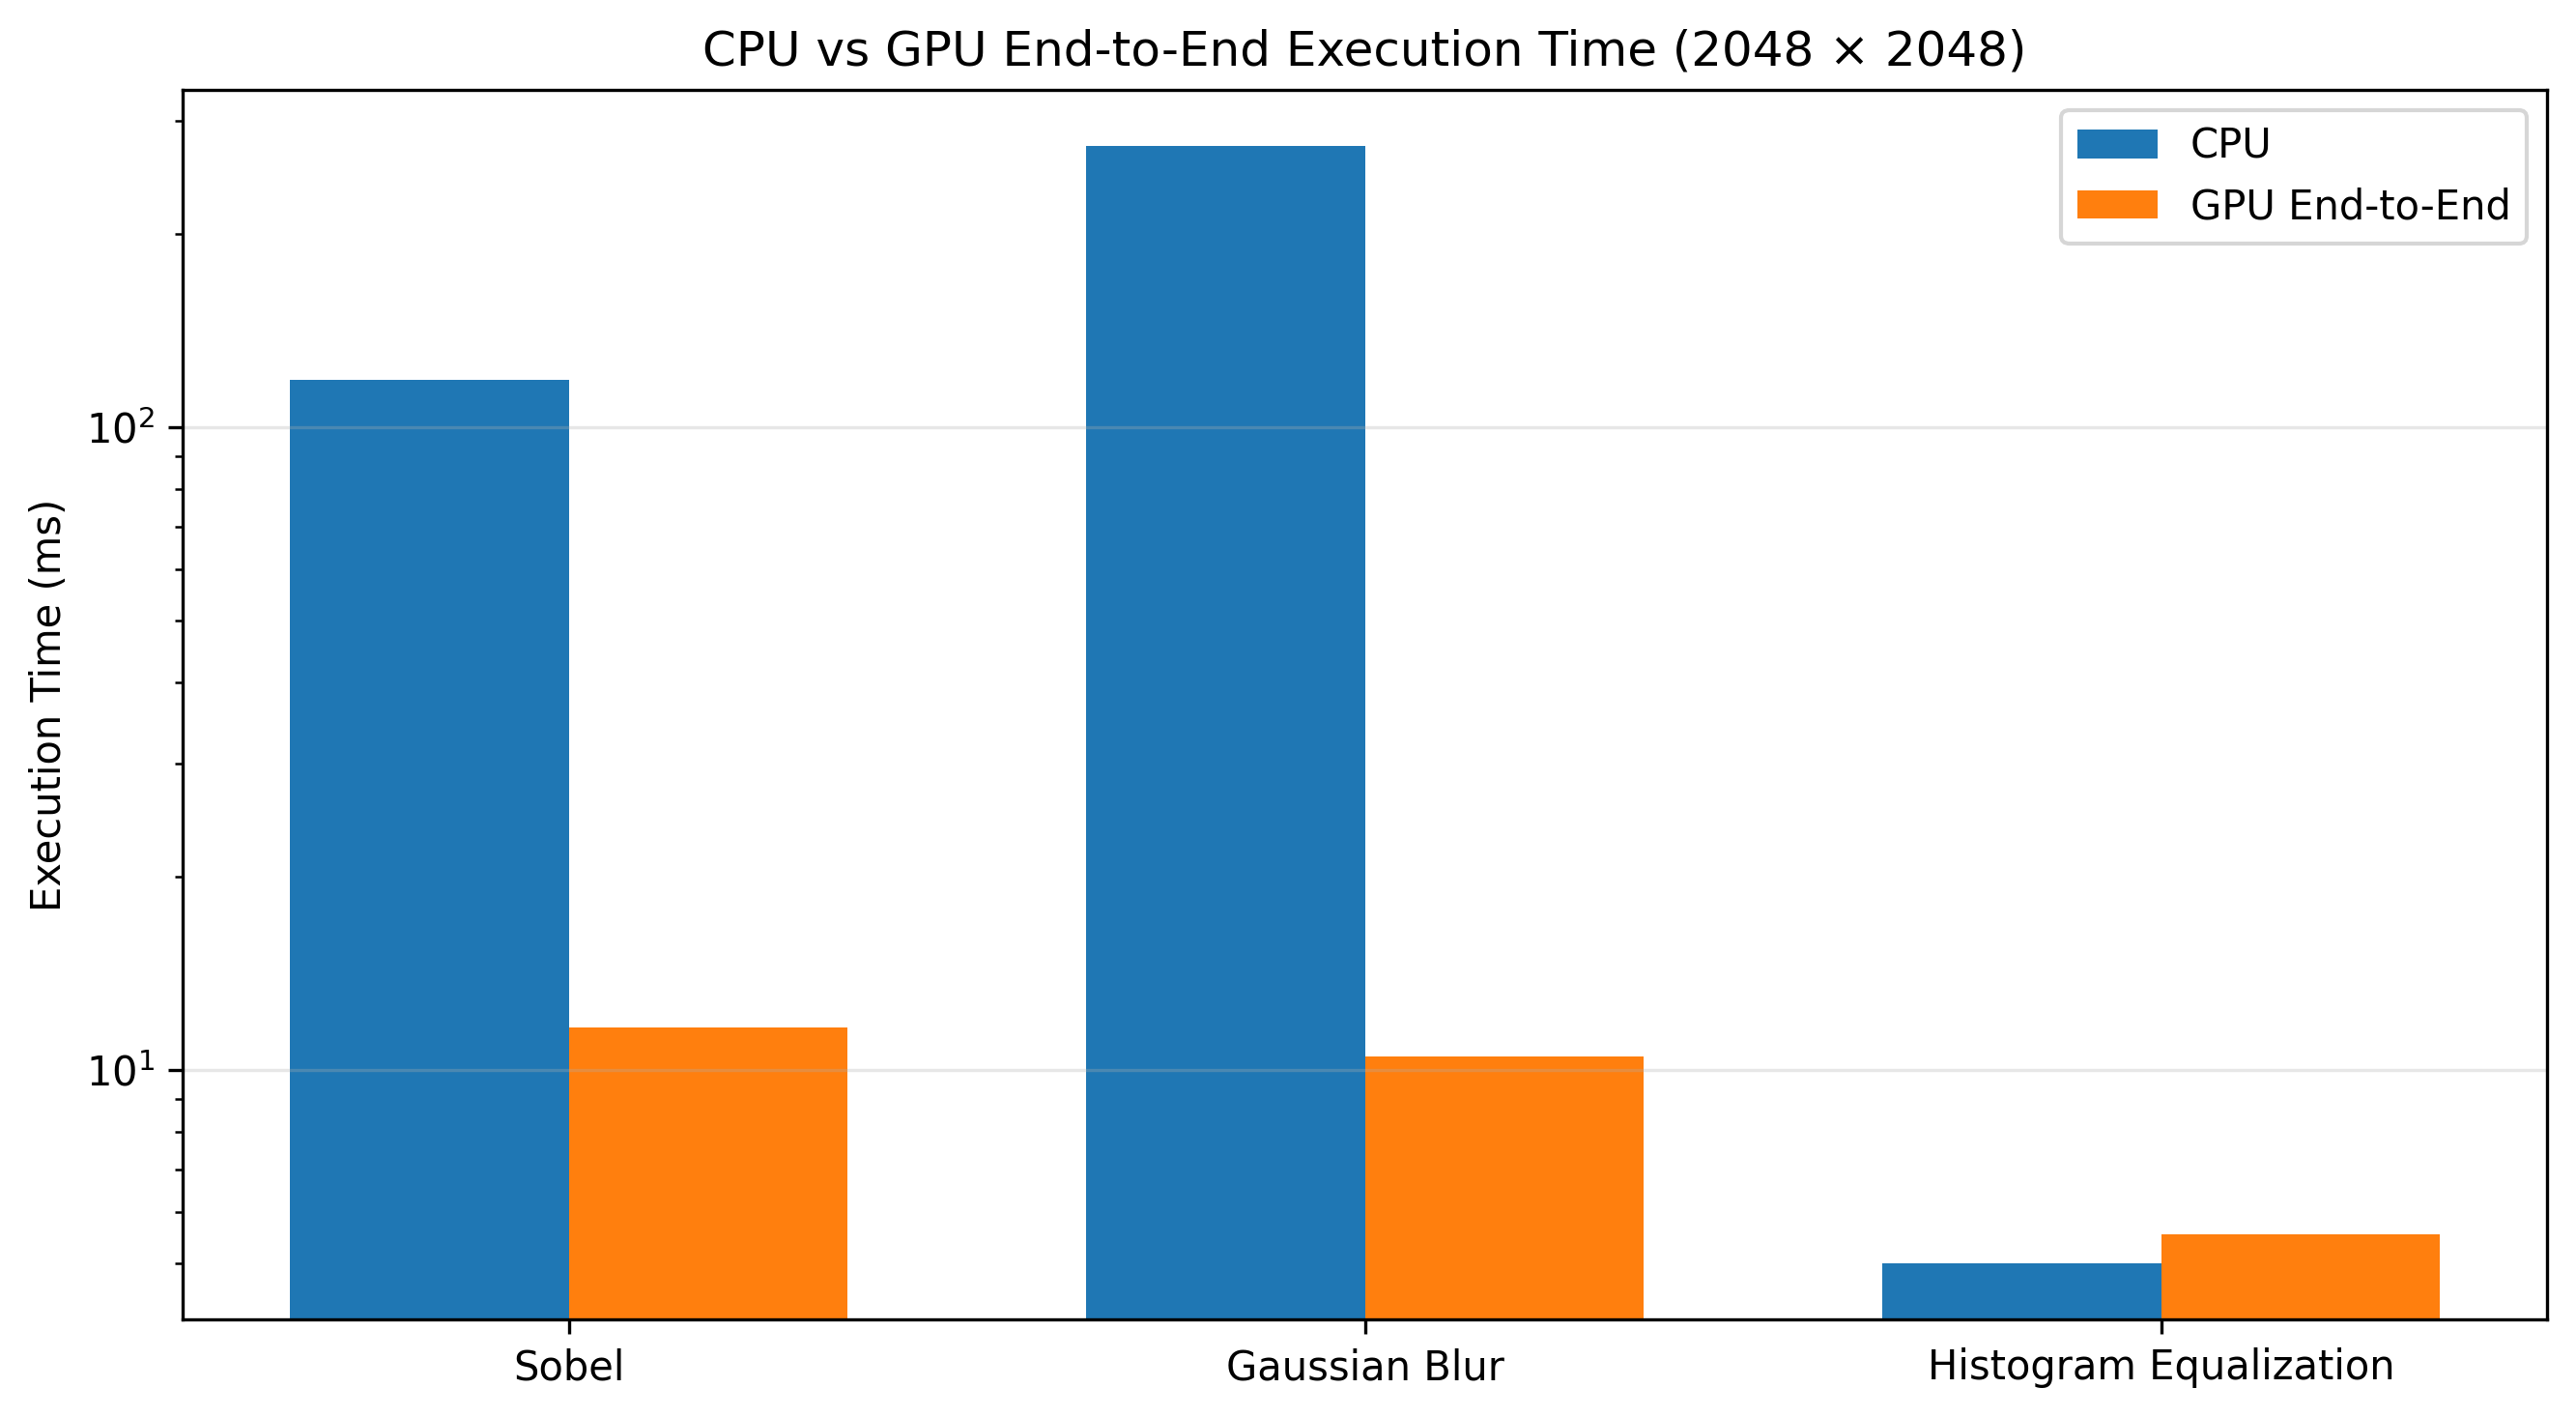 CPU vs GPU End-to-End Execution Time (2048 × 2048)
CPU
GPU End-to-End
Execution Time (ms)
10²
10¹
Sobel
Gaussian Blur
Histogram Equalization